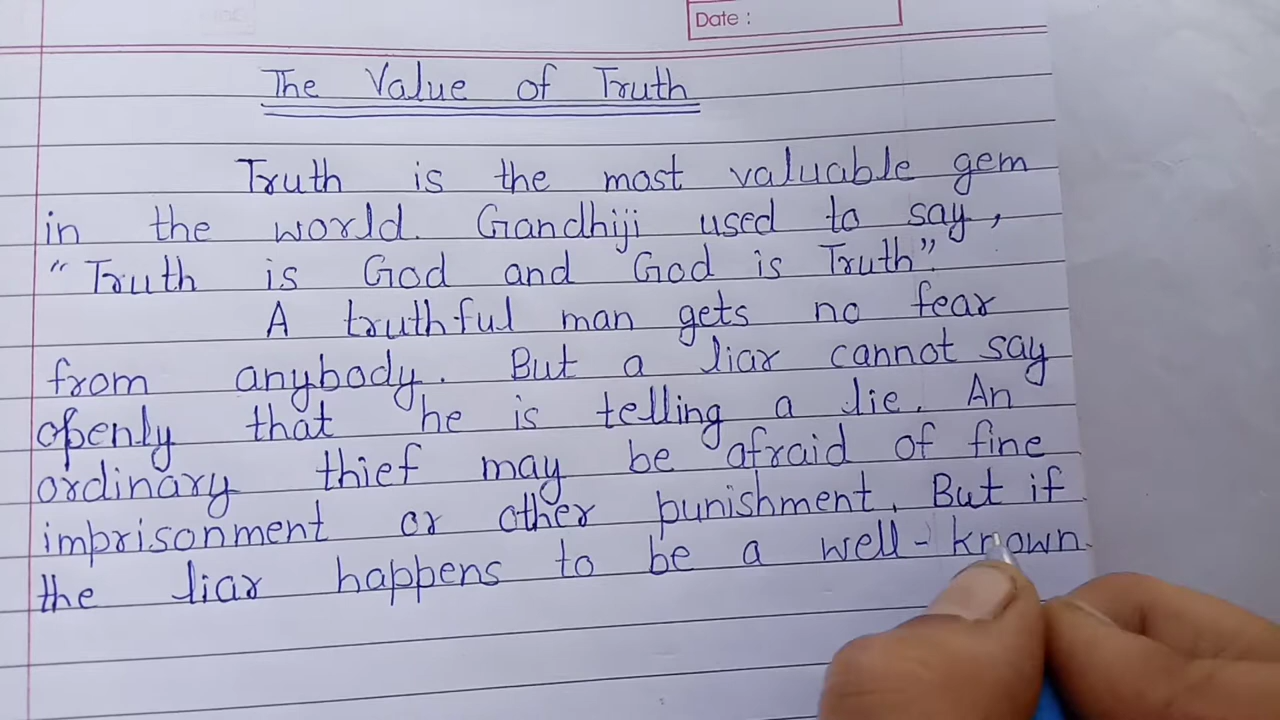 Date :
The Value of Truth
Truth is the most valuable gem
in the world. Gandhiji used to say,
"Truth is God and God is Truth".
A truthful man gets no fear
from anybody. But a liar cannot say
openly that he is telling a lie. An
ordinary thief may be afraid of fine
imprisonment or other punishment. But if
the liar happens to be a well-known